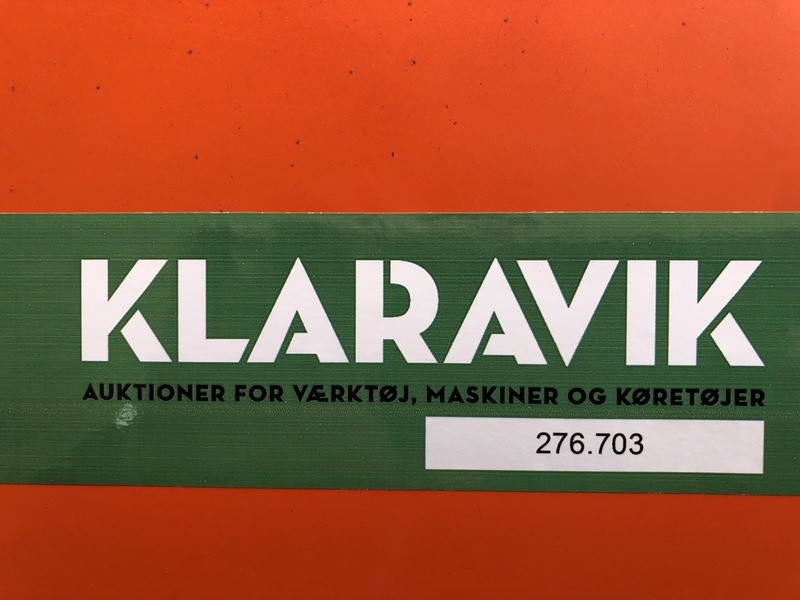 KLARAVIK
AUKTIONER FOR VÆRKTØJ, MASKINER OG KØRETØJER
276.703